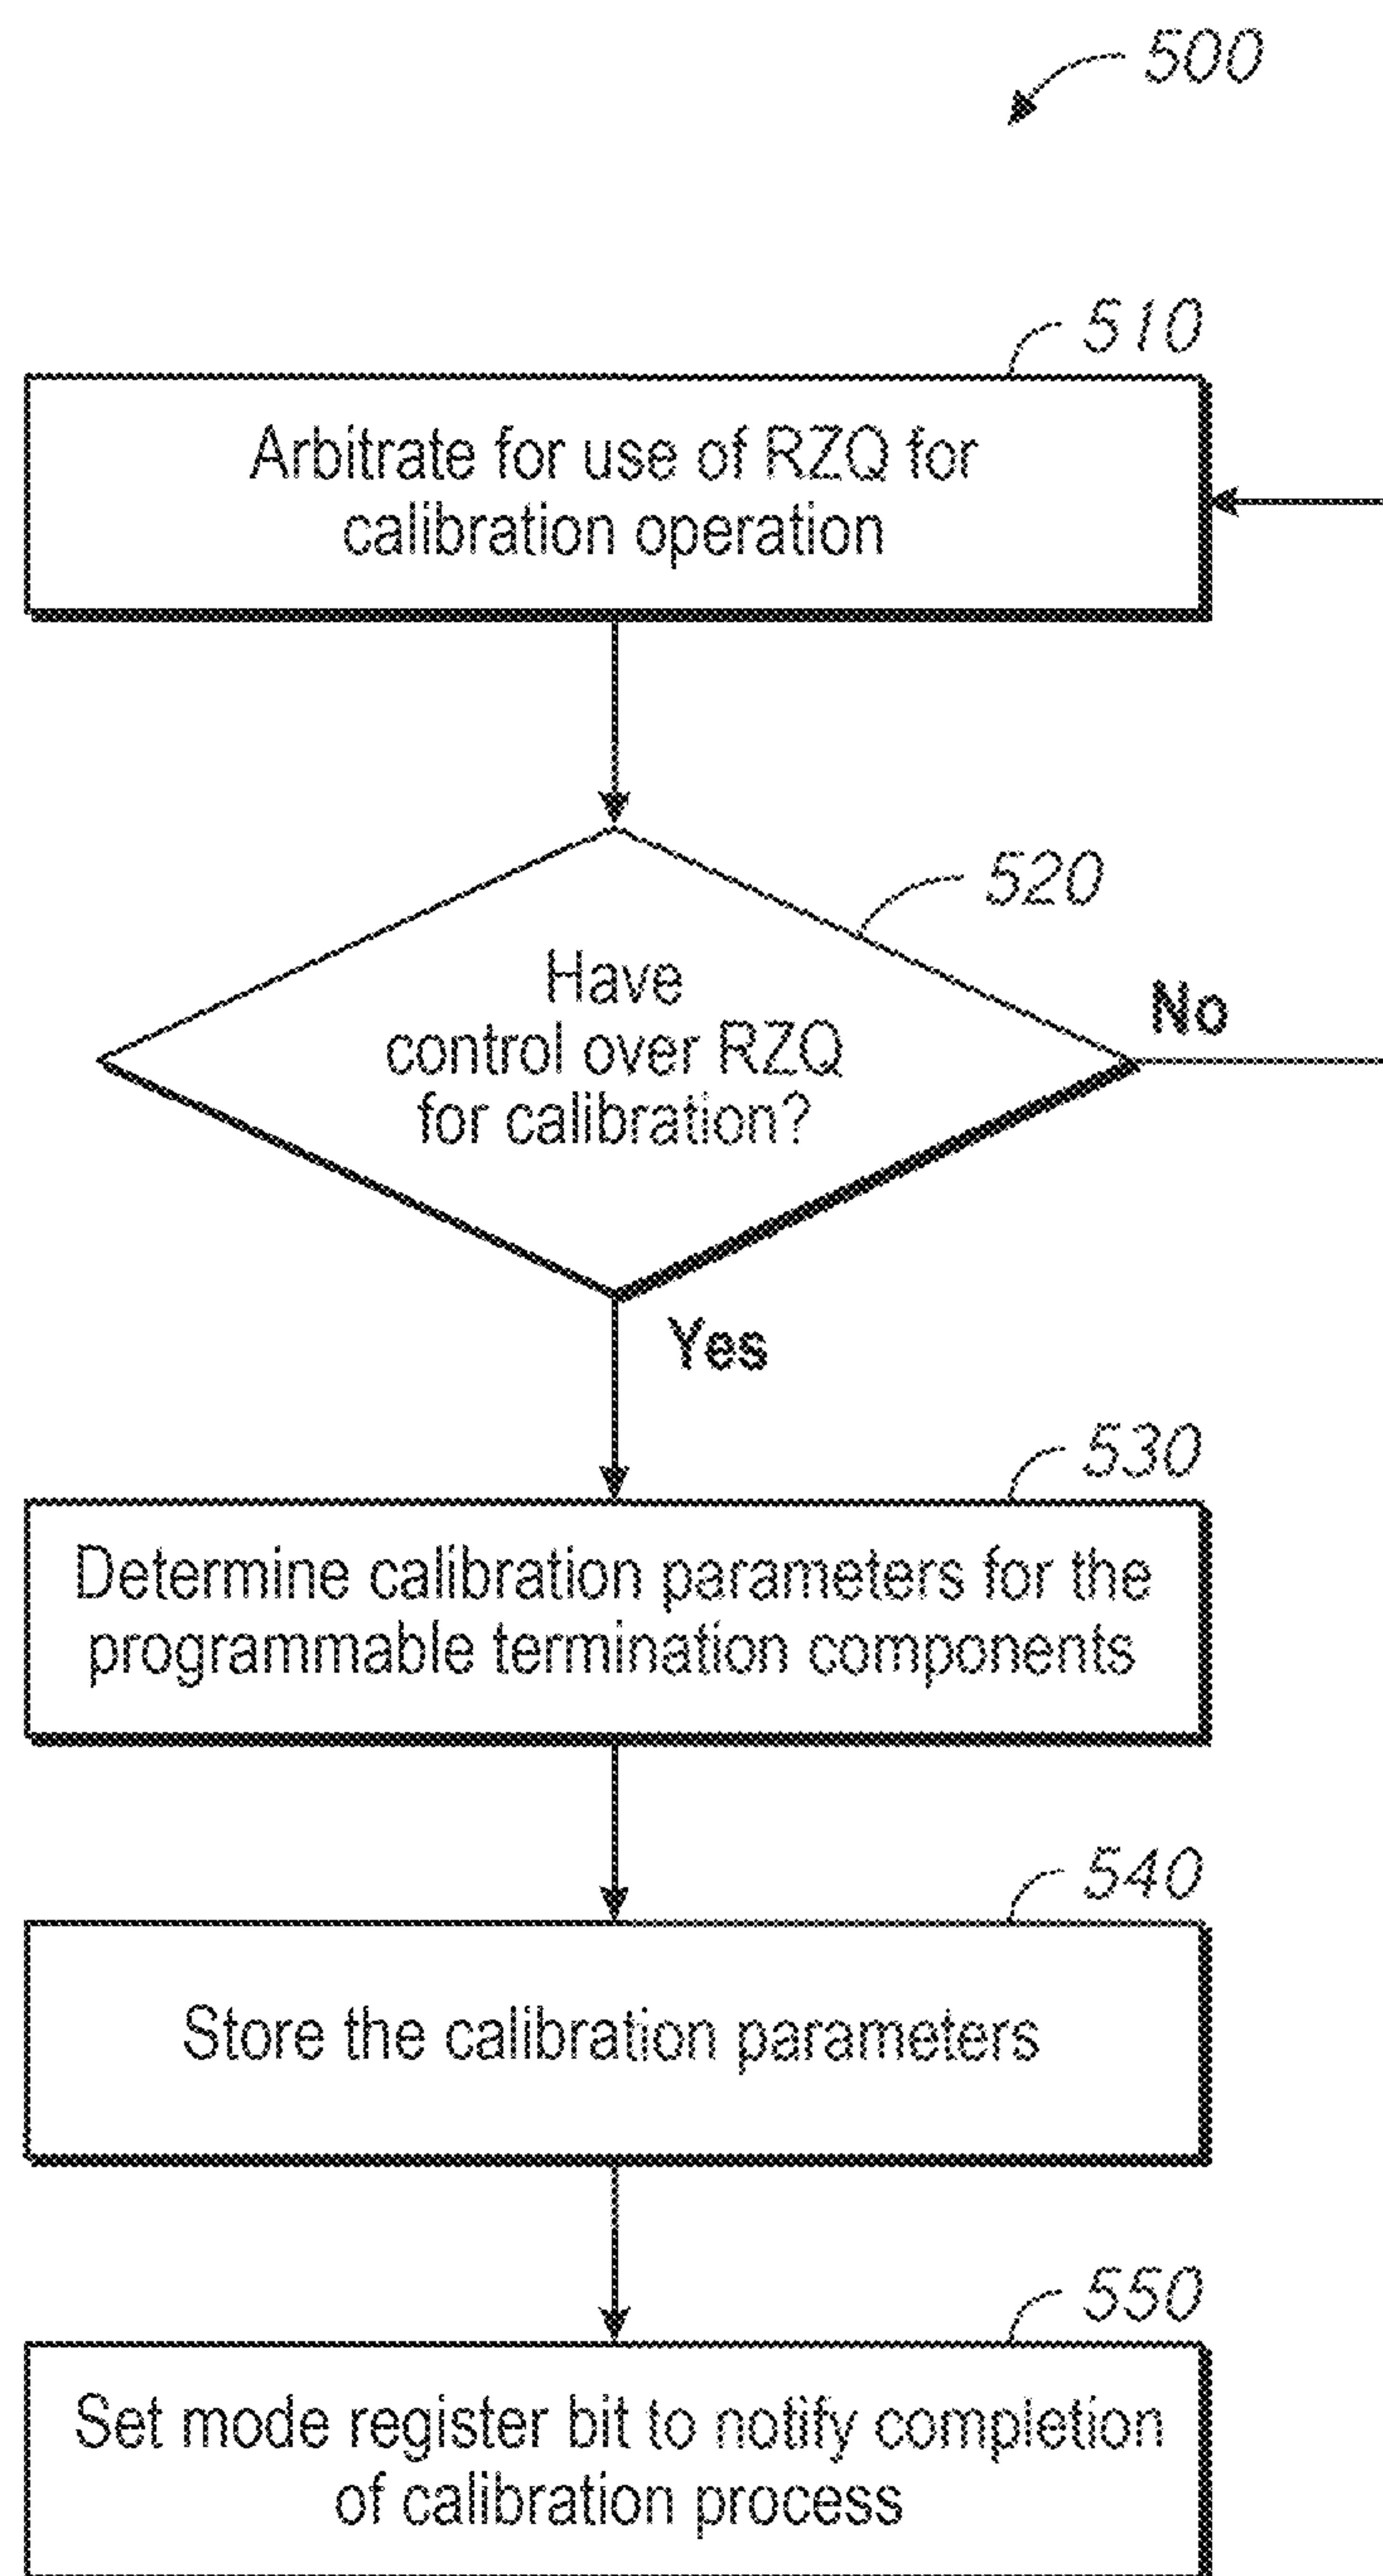 500
510
Arbitrate for use of RZQ for
calibration operation
520
Have
control over RZQ
for calibration?
No
Yes
530
Determine calibration parameters for the
programmable termination components
540
Store the calibration parameters
550
Set mode register bit to notify completion
of calibration process